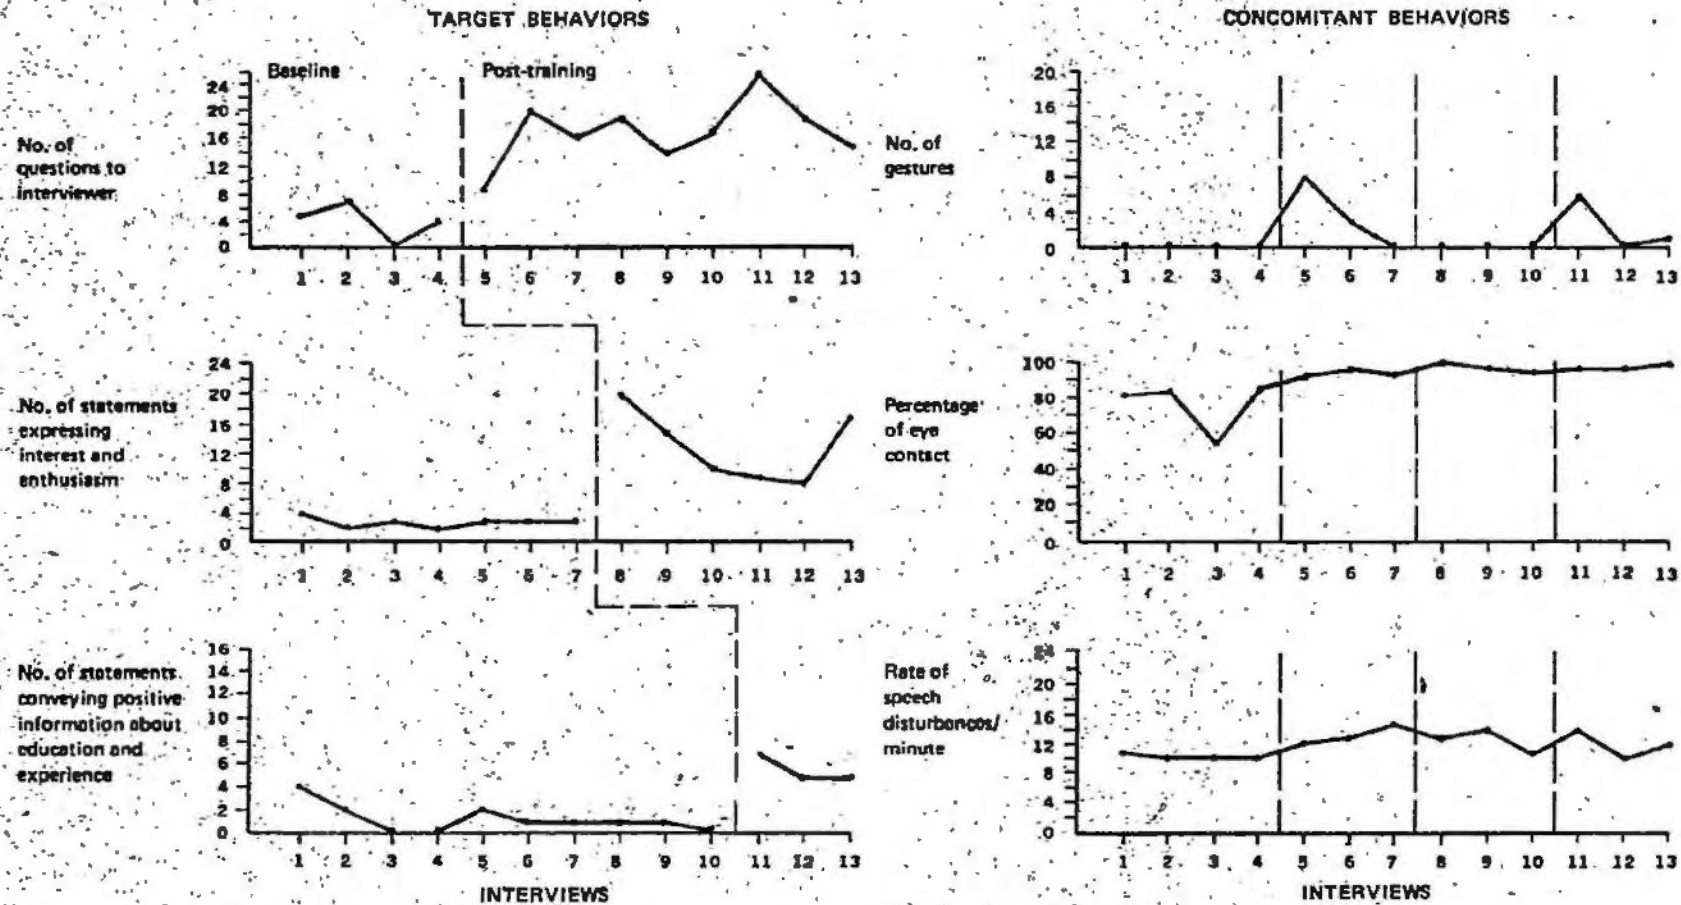 TARGET BEHAVIORS
CONCOMITANT BEHAVIORS
Baseline
Post-training
No. of
questions to
interviewer
24
20
16
12
8
4
0
1 2 3 4 5 6 7 8 9 10 11 12 13
No. of
gestures
20
16
12
8
4
0
1 2 3 4 5 6 7 8 9 10 11 12 13
No. of statements
expressing
interest and
enthusiasm
24
20
16
12
8
4
0
1 2 3 4 5 6 7 8 9 10 11 12 13
Percentage
of eye
contact
100
80
60
40
20
0
1 2 3 4 5 6 7 8 9 10 11 12 13
No. of statements
conveying positive
information about
education and
experience
16
14
12
10
8
6
4
2
0
1 2 3 4 5 6 7 8 9 10 11 12 13
INTERVIEWS
Rate of
speech
disturbances/
minute
24
20
16
12
8
4
0
1 2 3 4 5 6 7 8 9 10 11 12 13
INTERVIEWS